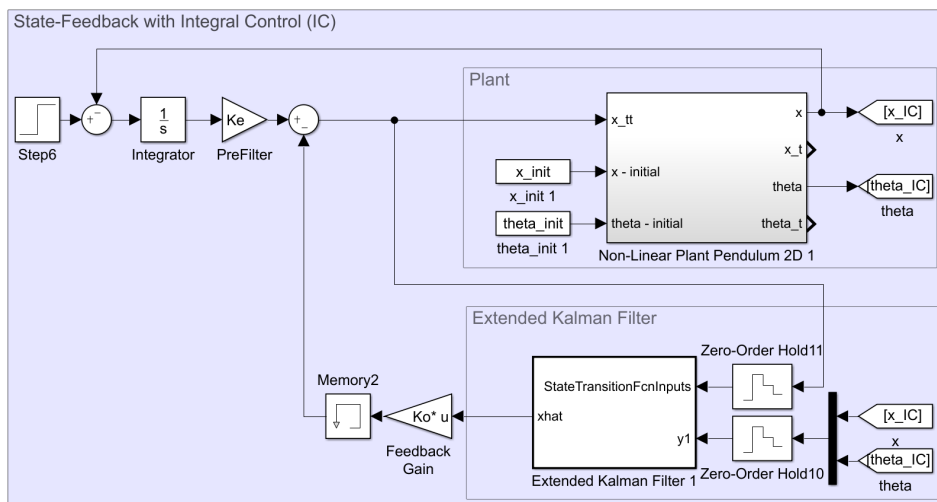 State-Feedback with Integral Control (IC)
Plant
Step6
+
−
1
s
Integrator
Ke
PreFilter
+
−
x_init
x_init 1
theta_init
theta_init 1
x_tt
x - initial
theta - initial
x
x_t
theta
theta_t
Non-Linear Plant Pendulum 2D 1
[x_IC]
x
[theta_IC]
theta
Extended Kalman Filter
Memory2
Ko* u
Feedback
Gain
StateTransitionFcnInputs
xhat
y1
Extended Kalman Filter 1
Zero-Order Hold11
Zero-Order Hold10
[x_IC]
x
[theta_IC]
theta